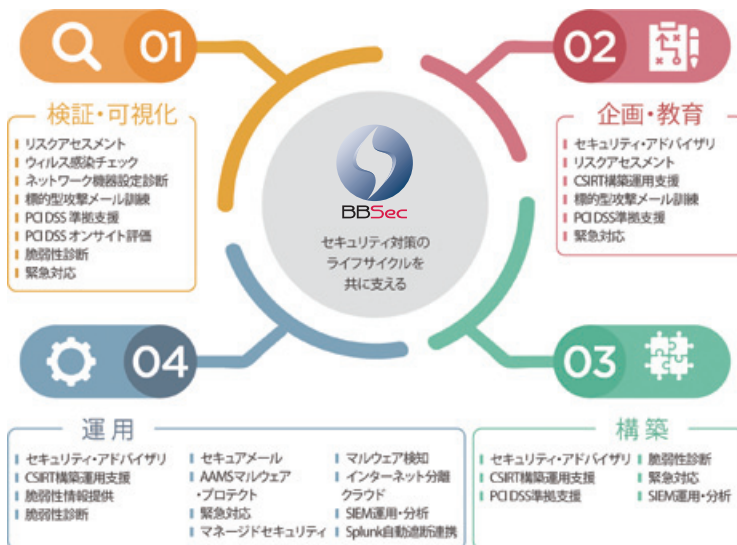 01
検証・可視化
リスクアセスメント
ウィルス感染チェック
ネットワーク機器設定診断
標的型攻撃メール訓練
PCI DSS 準拠支援
PCI DSS オンサイト評価
脆弱性診断
緊急対応
02
企画・教育
セキュリティ・アドバイザリ
リスクアセスメント
CSIRT構築運用支援
標的型攻撃メール訓練
PCI DSS準拠支援
緊急対応
BBSec
セキュリティ対策の
ライフサイクルを
共に支える
04
運用
セキュリティ・アドバイザリ
CSIRT構築運用支援
脆弱性情報提供
脆弱性診断
セキュアメール
AAMSマルウェア
・プロテクト
緊急対応
マネージドセキュリティ
マルウェア検知
インターネット分離
クラウド
SIEM運用・分析
Splunk自動遮断連携
03
構築
セキュリティ・アドバイザリ
CSIRT構築運用支援
PCI DSS準拠支援
脆弱性診断
緊急対応
SIEM運用・分析